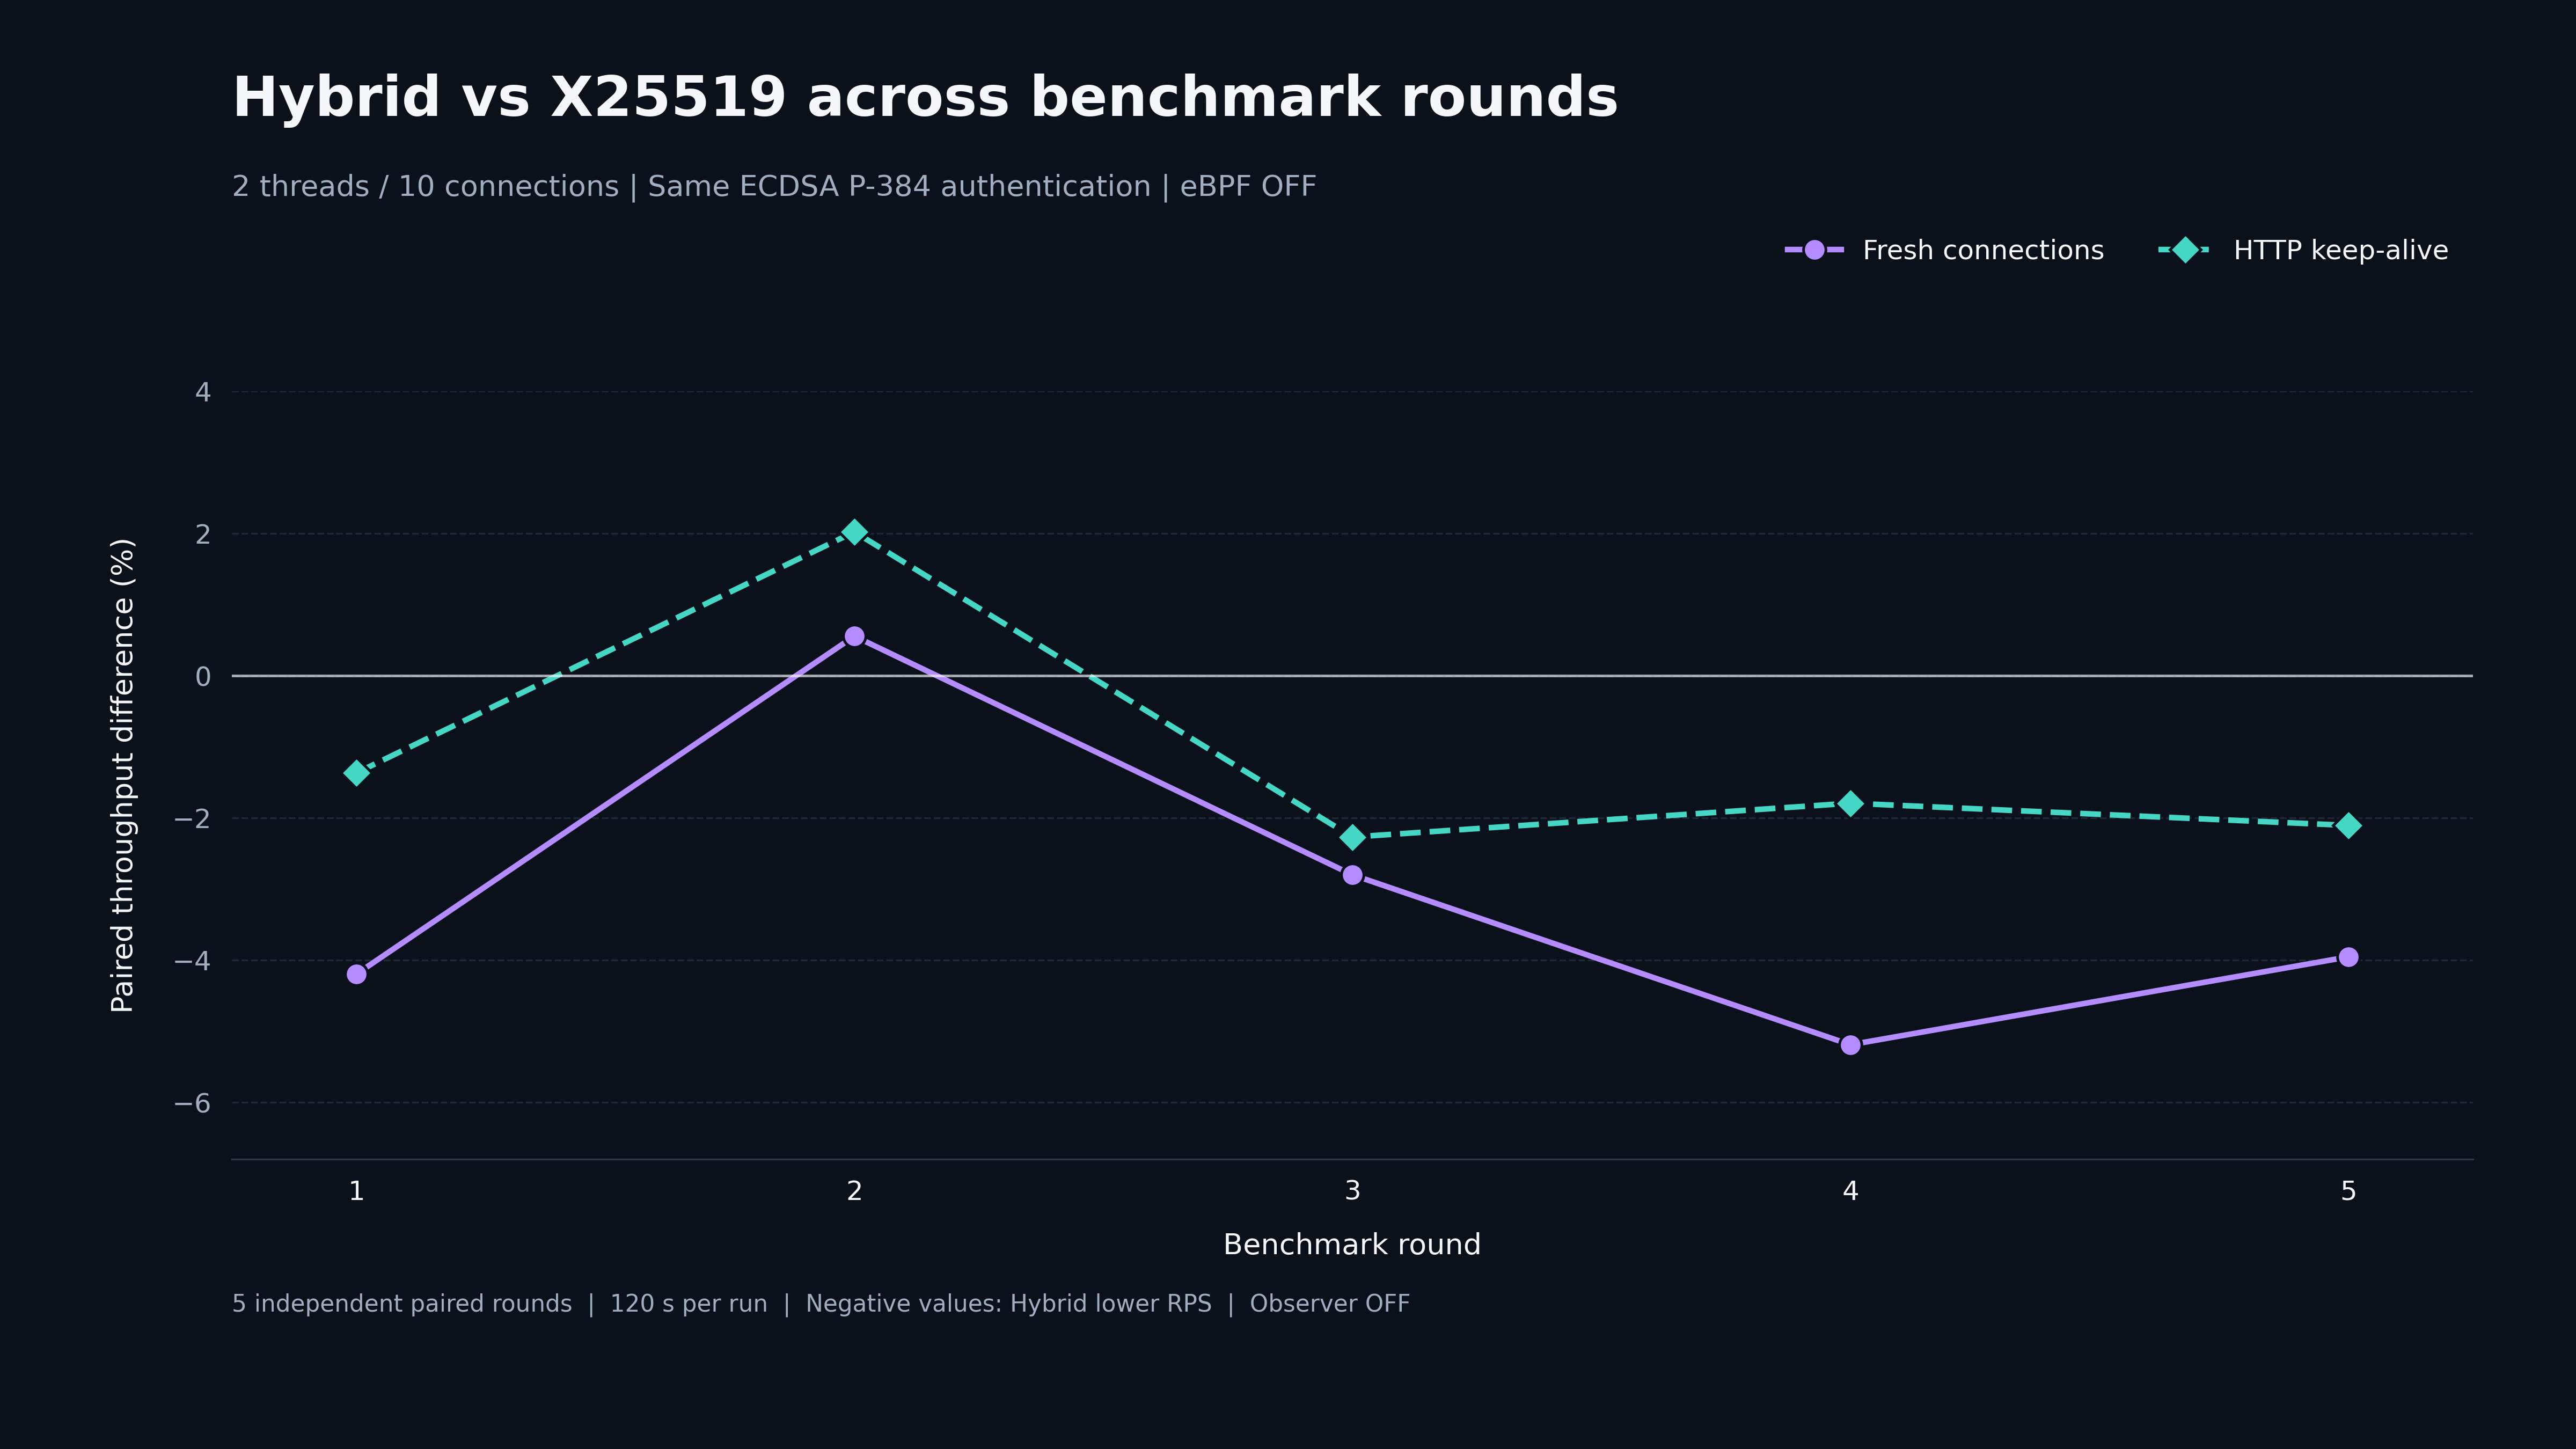 Hybrid vs X25519 across benchmark rounds
2 threads / 10 connections | Same ECDSA P-384 authentication | eBPF OFF
Fresh connections
HTTP keep-alive
4
2
0
−2
−4
−6
Paired throughput difference (%)
1
2
3
4
5
Benchmark round
5 independent paired rounds | 120 s per run | Negative values: Hybrid lower RPS | Observer OFF